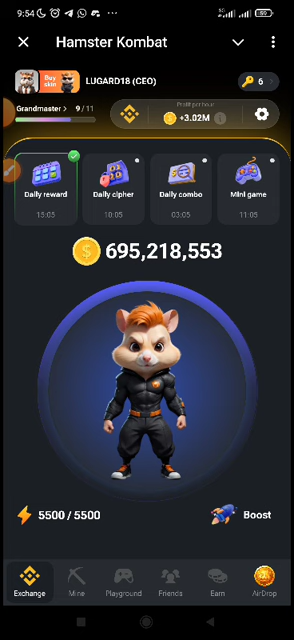 9:54
59
Hamster Kombat
Buy skin
LUGARD18 (CEO)
6
Grandmaster > 9 / 11
Profit per hour
+3.02M
Daily reward
Daily cipher
Daily combo
Mini game
15:05
10:05
03:05
11:05
695,218,553
5500 / 5500
Boost
Exchange
Mine
Playground
Friends
Earn
AirDrop